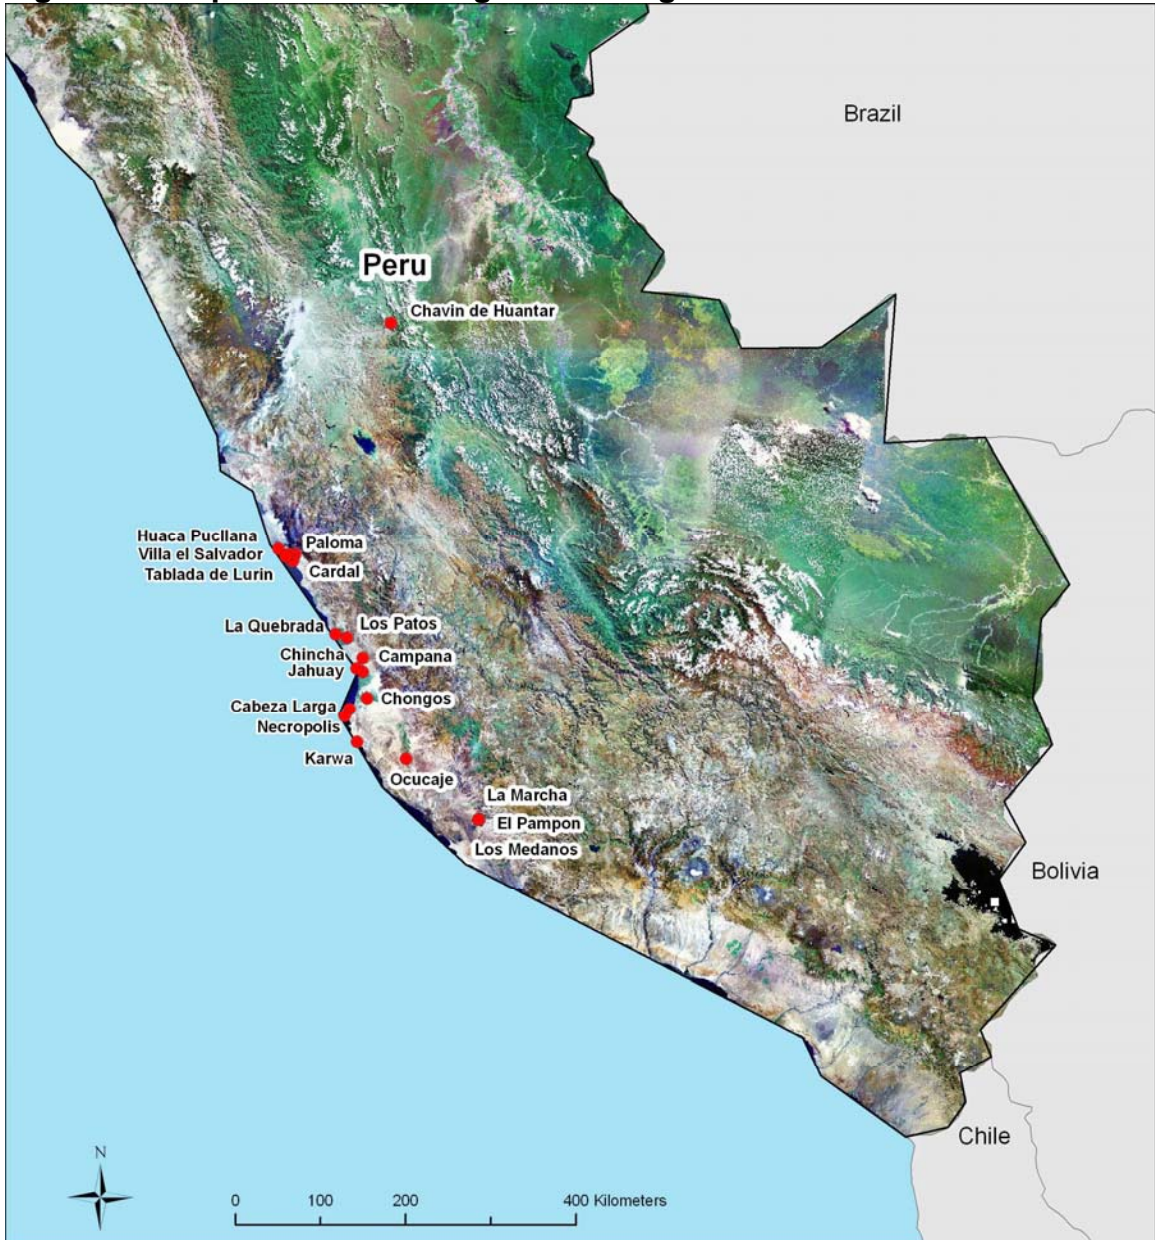 Brazil
Peru
Chavin de Huantar
Huaca Pucllana
Villa el Salvador
Tablada de Lurin
Paloma
Cardal
La Quebrada
Los Patos
Chincha
Jahuay
Campana
Cabeza Larga
Necropolis
Chongos
Karwa
Ocucaje
La Marcha
El Pampon
Los Medanos
Bolivia
Chile
N
0 100 200 400 Kilometers